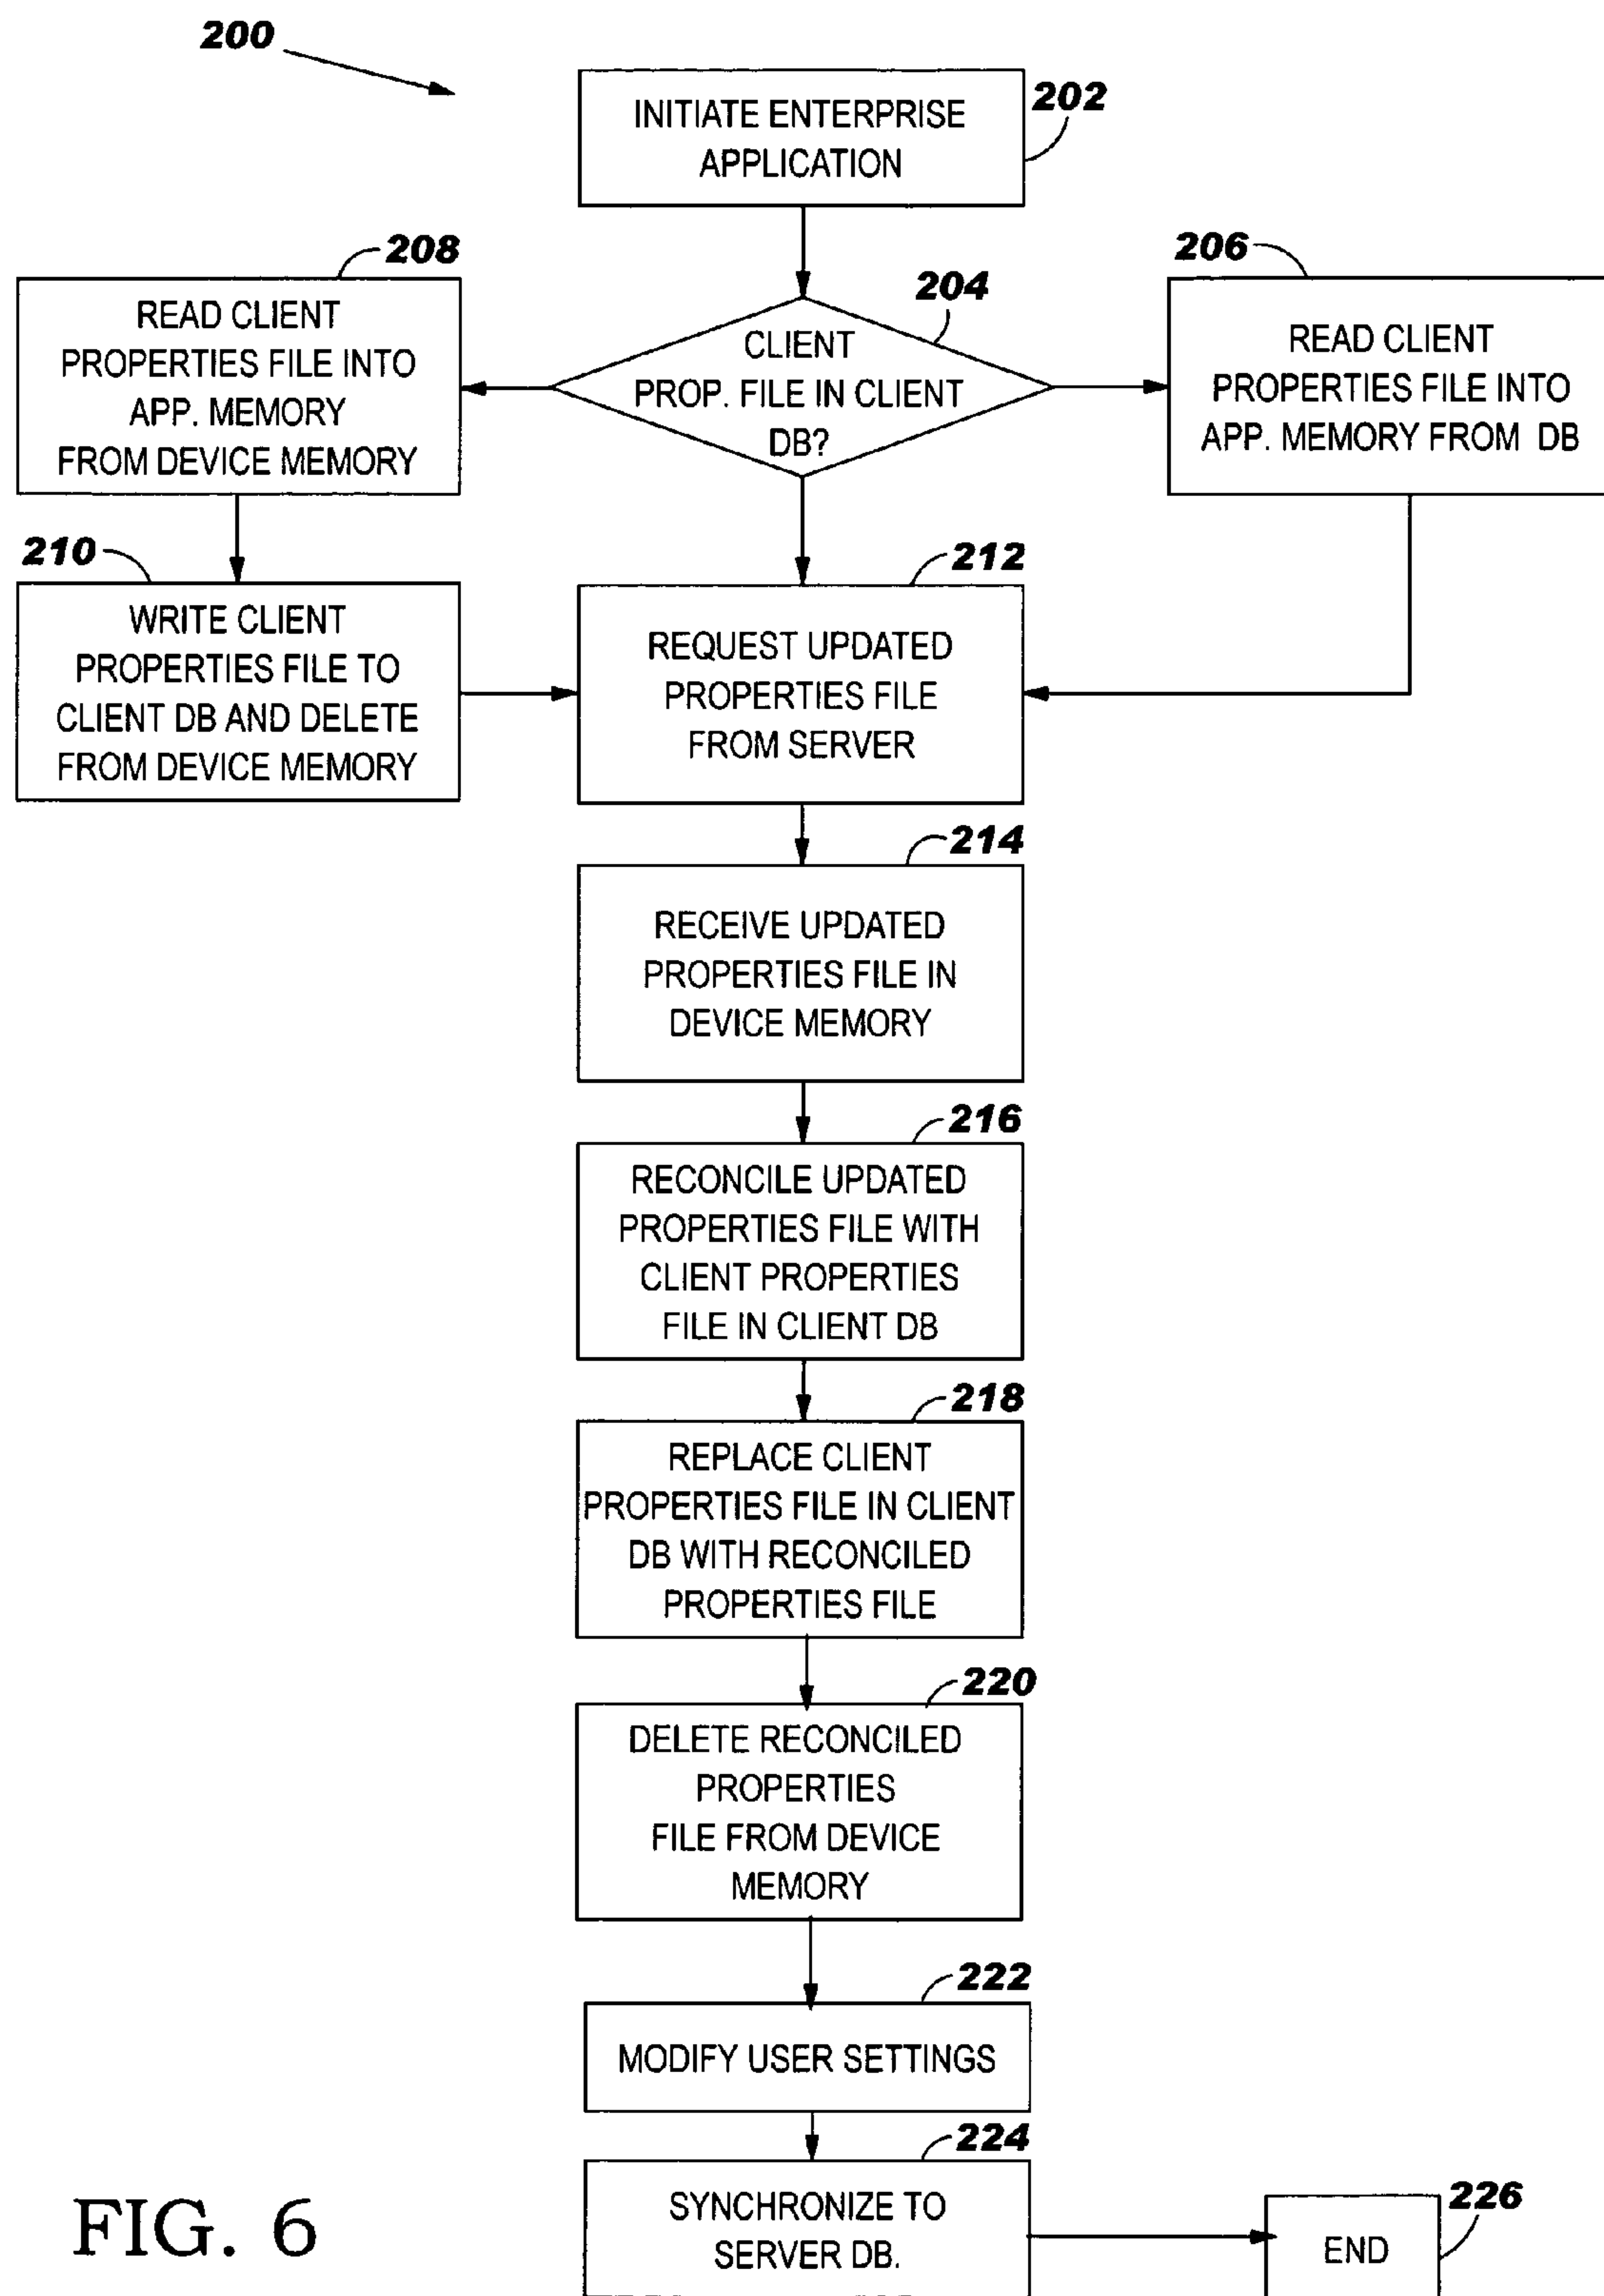 200
INITIATE ENTERPRISE
APPLICATION
202
208
READ CLIENT
PROPERTIES FILE INTO
APP. MEMORY
FROM DEVICE MEMORY
204
CLIENT
PROP. FILE IN CLIENT
DB?
206
READ CLIENT
PROPERTIES FILE INTO
APP. MEMORY FROM DB
210
WRITE CLIENT
PROPERTIES FILE TO
CLIENT DB AND DELETE
FROM DEVICE MEMORY
212
REQUEST UPDATED
PROPERTIES FILE
FROM SERVER
214
RECEIVE UPDATED
PROPERTIES FILE IN
DEVICE MEMORY
216
RECONCILE UPDATED
PROPERTIES FILE WITH
CLIENT PROPERTIES
FILE IN CLIENT DB
218
REPLACE CLIENT
PROPERTIES FILE IN CLIENT
DB WITH RECONCILED
PROPERTIES FILE
220
DELETE RECONCILED
PROPERTIES
FILE FROM DEVICE
MEMORY
222
MODIFY USER SETTINGS
224
SYNCHRONIZE TO
SERVER DB.
226
END
FIG. 6